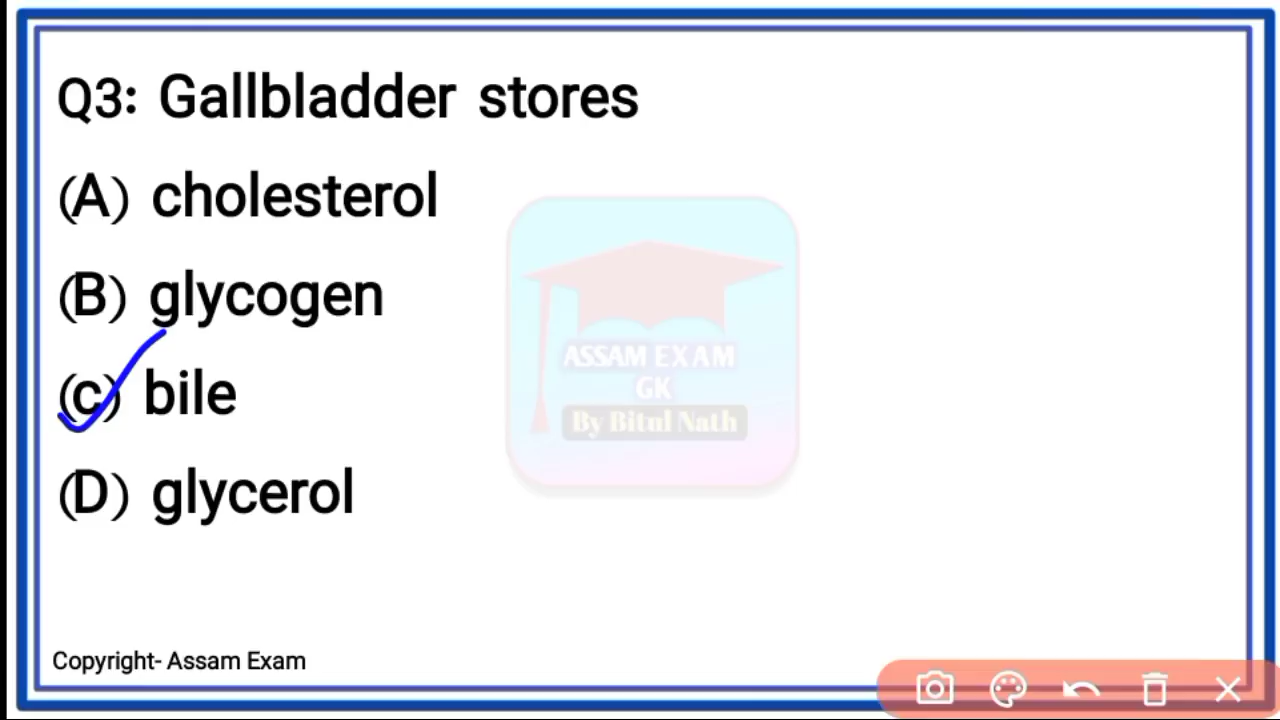 Q3: Gallbladder stores
(A) cholesterol
(B) glycogen
(c) bile
(D) glycerol
ASSAM EXAM
GK
By Bitul Nath
Copyright- Assam Exam